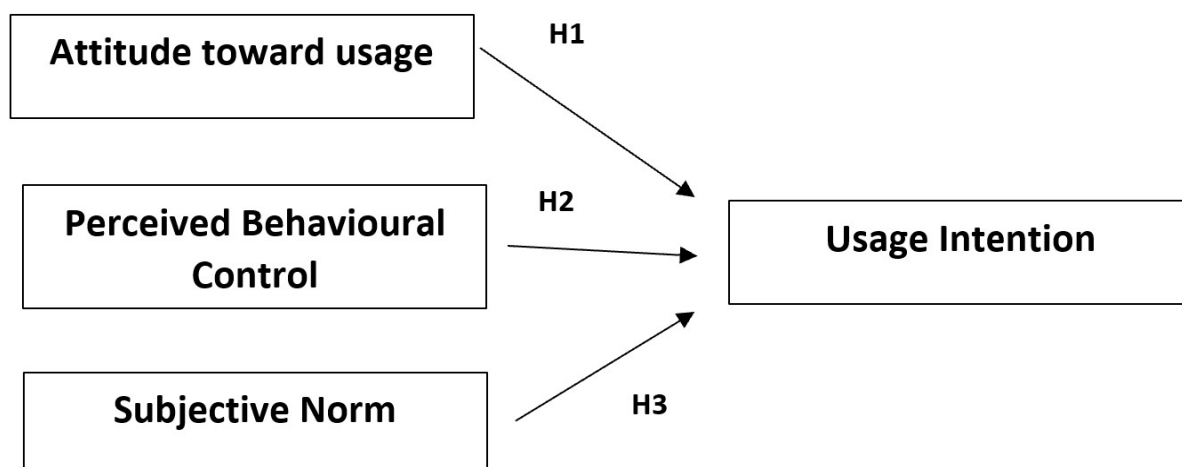 Attitude toward usage
H1
Perceived Behavioural
Control
H2
Usage Intention
Subjective Norm
H3